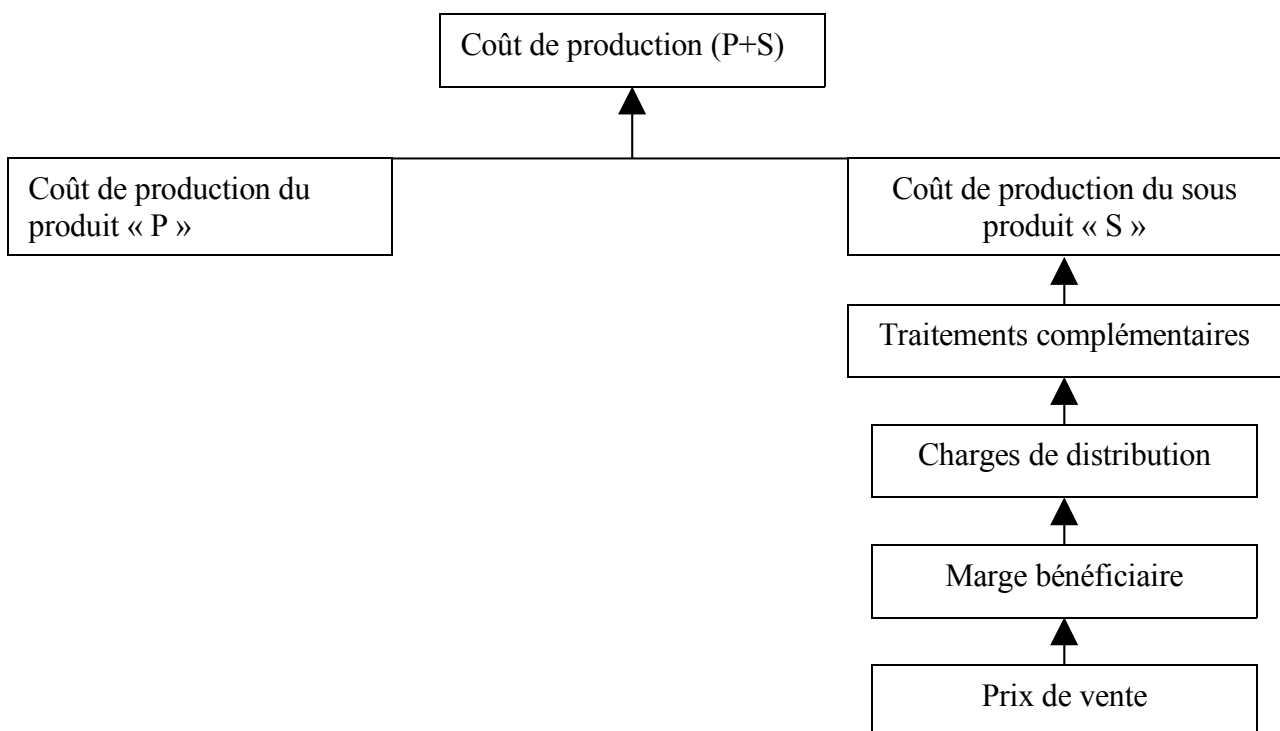 Coût de production (P+S)
Coût de production du
produit « P »
Coût de production du sous
produit « S »
Traitements complémentaires
Charges de distribution
Marge bénéficiaire
Prix de vente